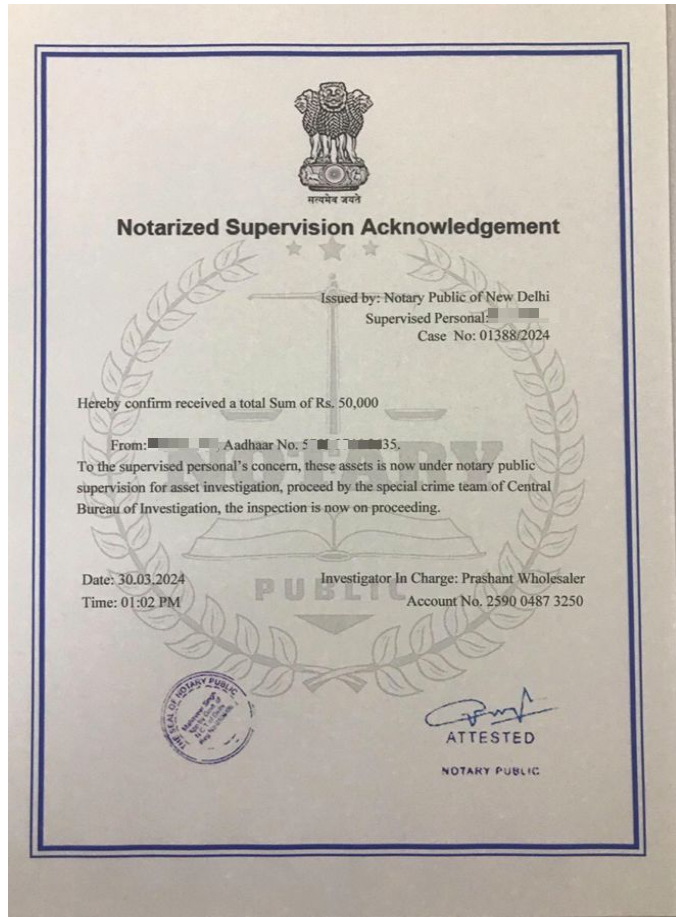 सत्यमेव जयते
Notarized Supervision Acknowledgement
Issued by: Notary Public of New Delhi
Supervised Personal:
Case No: 01388/2024
Hereby confirm received a total Sum of Rs. 50,000
From: , Aadhaar No. 5 35.
To the supervised personal's concern, these assets is now under notary public
supervision for asset investigation, proceed by the special crime team of Central
Bureau of Investigation, the inspection is now on proceeding.
NOTARY
PUBLIC
Date: 30.03.2024
Investigator In Charge: Prashant Wholesaler
Time: 01:02 PM
Account No. 2590 0487 3250
THE SEAL OF NOTARY PUBLIC
ATTESTED
NOTARY PUBLIC